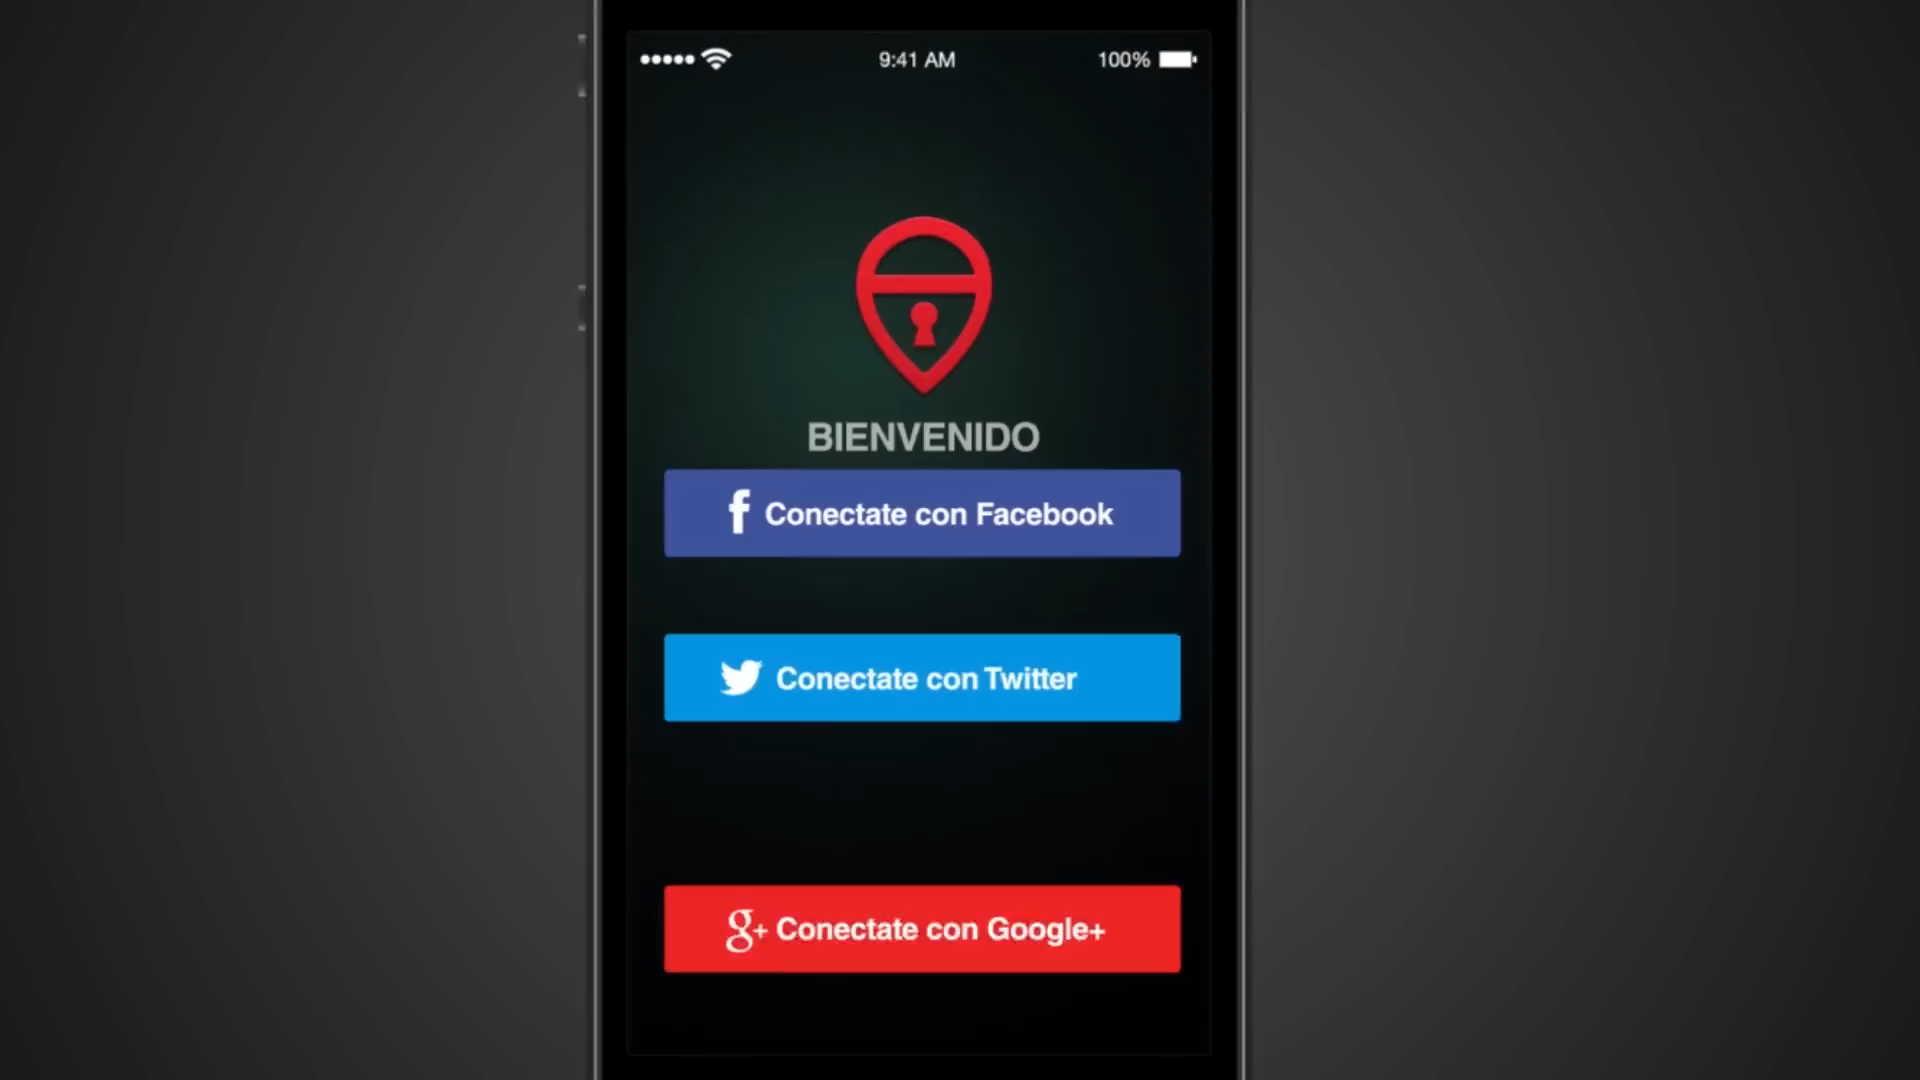 9:41 AM
100%
BIENVENIDO
f Conectate con Facebook
Conectate con Twitter
g+ Conectate con Google+